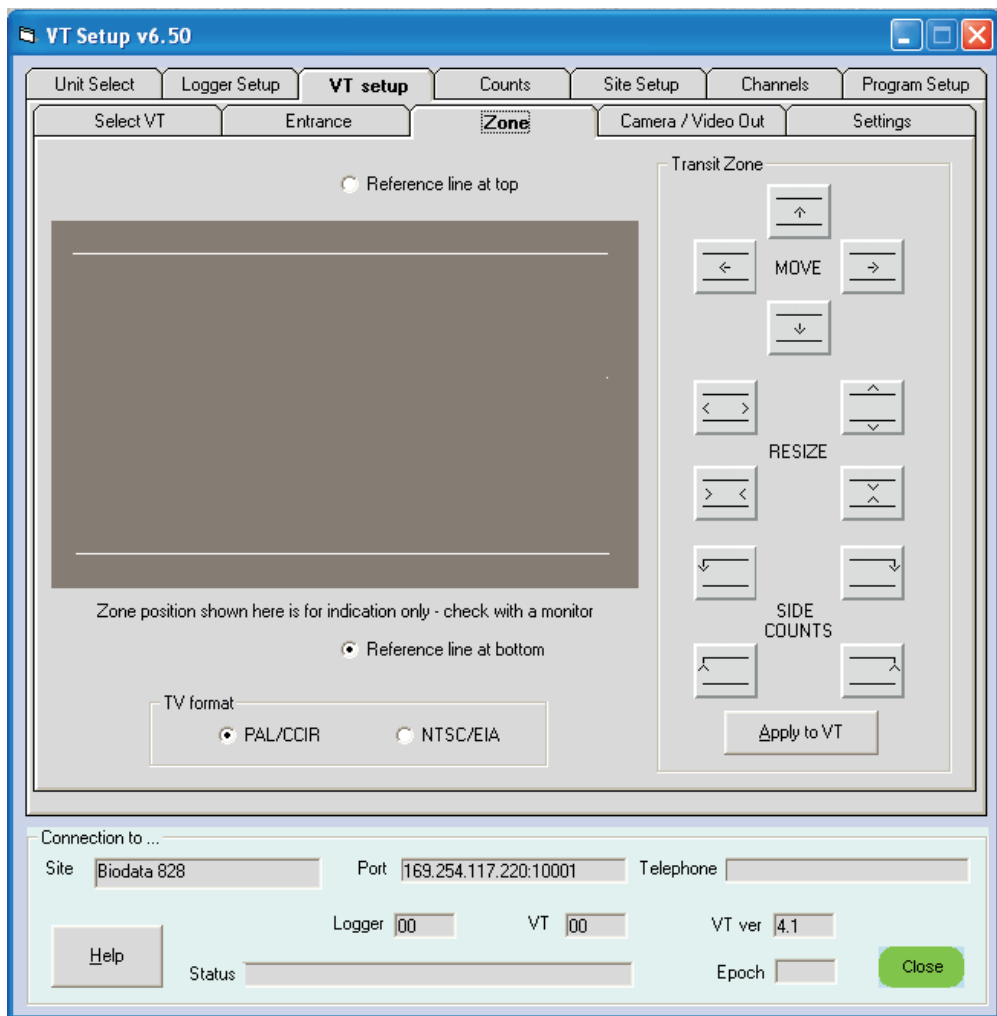 VT Setup v6.50
Unit Select Logger Setup VT setup Counts Site Setup Channels Program Setup
Select VT Entrance Zone Camera / Video Out Settings
Reference line at top
Transit Zone
MOVE
RESIZE
SIDE
COUNTS
Apply to VT
Zone position shown here is for indication only - check with a monitor
Reference line at bottom
TV format
PAL/CCIR NTSC/EIA
Connection to ...
Site Biodata 828 Port 169.254.117.220:10001 Telephone
Logger 00 VT 00 VT ver 4.1
Help
Status Epoch Close